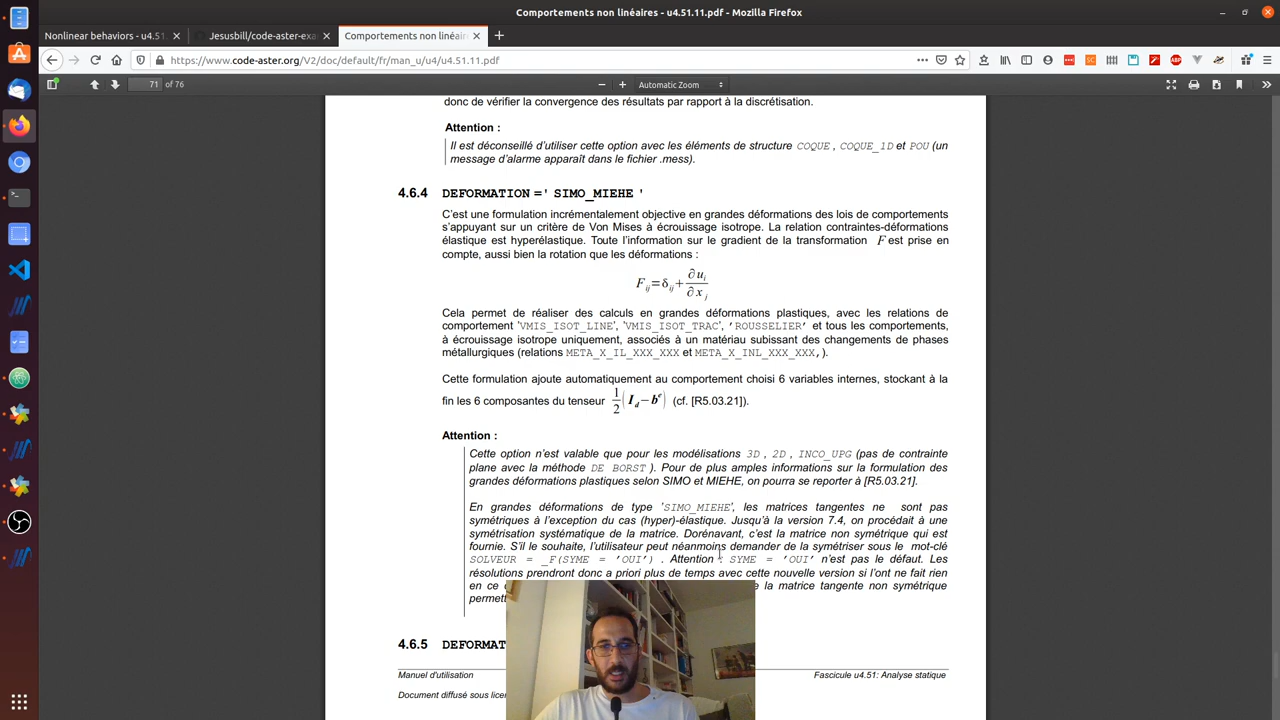 Comportements non linéaires - u4.51.11.pdf - Mozilla Firefox
Nonlinear behaviors - u4.51
Jesusbill/code-aster-exa
Comportements non linéair
https://www.code-aster.org/V2/doc/default/fr/man_u/u4/u4.51.11.pdf
71 of 76
Automatic Zoom
donc de vérifier la convergence des résultats par rapport à la discrétisation.
Attention :
Il est déconseillé d'utiliser cette option avec les éléments de structure COQUE , COQUE_1D et POU (un
message d'alarme apparaît dans le fichier .mess).
4.6.4 DEFORMATION =' SIMO_MIEHE '
C'est une formulation incrémentalement objective en grandes déformations des lois de comportements
s'appuyant sur un critère de Von Mises à écrouissage isotrope. La relation contraintes-déformations
élastique est hyperélastique. Toute l'information sur le gradient de la transformation F est prise en
compte, aussi bien la rotation que les déformations :
F_ij = δ_ij + ∂u_i / ∂x_j
Cela permet de réaliser des calculs en grandes déformations plastiques, avec les relations de
comportement 'VMIS_ISOT_LINE', 'VMIS_ISOT_TRAC', 'ROUSSELIER' et tous les comportements,
à écrouissage isotrope uniquement, associés à un matériau subissant des changements de phases
métallurgiques (relations META_X_IL_XXX_XXX et META_X_INL_XXX_XXX,).
Cette formulation ajoute automatiquement au comportement choisi 6 variables internes, stockant à la
fin les 6 composantes du tenseur 1/2 (I_d − b^e) (cf. [R5.03.21]).
Attention :
Cette option n'est valable que pour les modélisations 3D , 2D , INCO_UPG (pas de contrainte
plane avec la méthode DE BORST ). Pour de plus amples informations sur la formulation des
grandes déformations plastiques selon SIMO et MIEHE, on pourra se reporter à [R5.03.21].
En grandes déformations de type 'SIMO_MIEHE', les matrices tangentes ne sont pas
symétriques à l'exception du cas (hyper)-élastique. Jusqu'à la version 7.4, on procédait à une
symétrisation systématique de la matrice. Dorénavant, c'est la matrice non symétrique qui est
fournie. S'il le souhaite, l'utilisateur peut néanmoins demander de la symétriser sous le mot-clé
SOLVEUR = _F(SYME = 'OUI') . Attention : SYME = 'OUI' n'est pas le défaut. Les
résolutions prendront donc a priori plus de temps avec cette nouvelle version si l'ont ne fait rien
en ce la matrice tangente non symétrique
permett
4.6.5 DEFORMAT
Manuel d'utilisation Fascicule u4.51: Analyse statique
Document diffusé sous licen